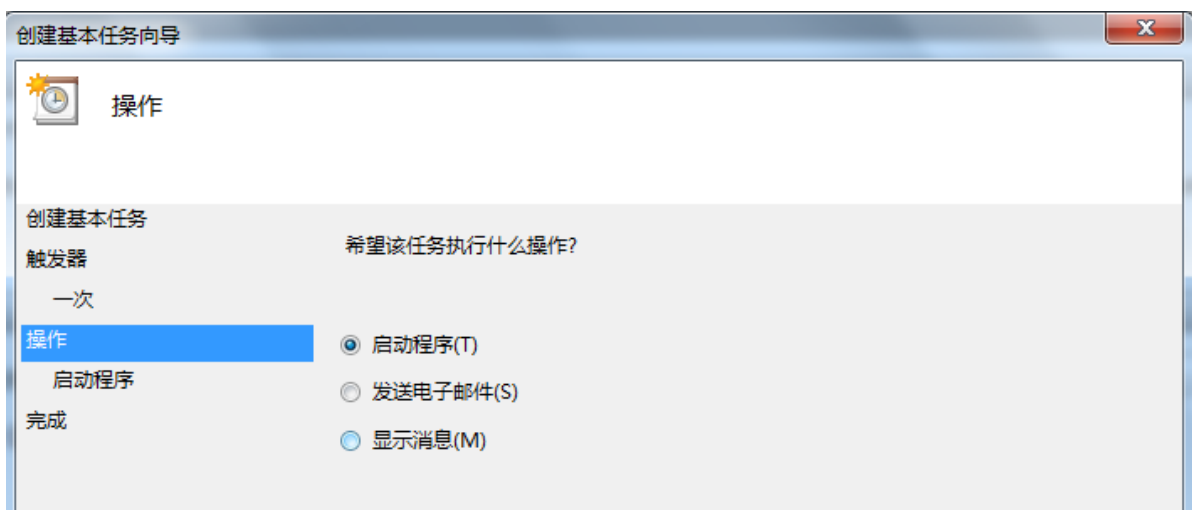 创建基本任务向导
操作
创建基本任务
触发器
一次
操作
启动程序
完成
希望该任务执行什么操作?
启动程序(T)
发送电子邮件(S)
显示消息(M)